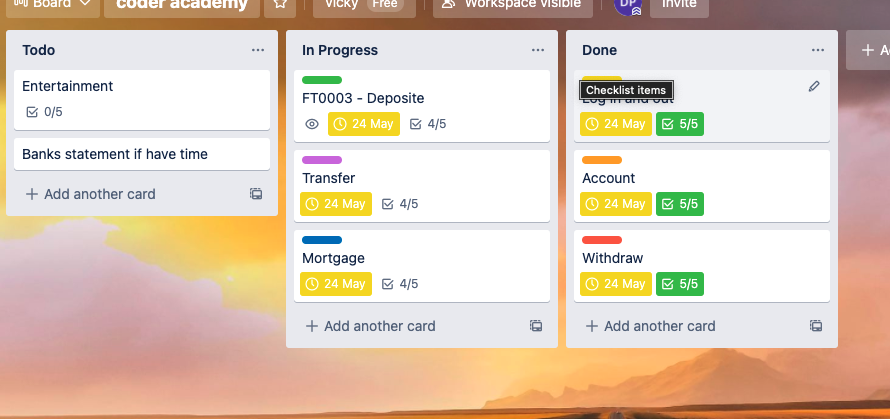 Board
coder academy
Vicky
Free
Workspace visible
DP
Invite
Todo
Entertainment
0/5
Banks statement if have time
+ Add another card
In Progress
FT0003 - Deposite
24 May
4/5
Transfer
24 May
4/5
Mortgage
24 May
4/5
+ Add another card
Done
Checklist items
Log in and out
24 May
5/5
Account
24 May
5/5
Withdraw
24 May
5/5
+ Add another card
+